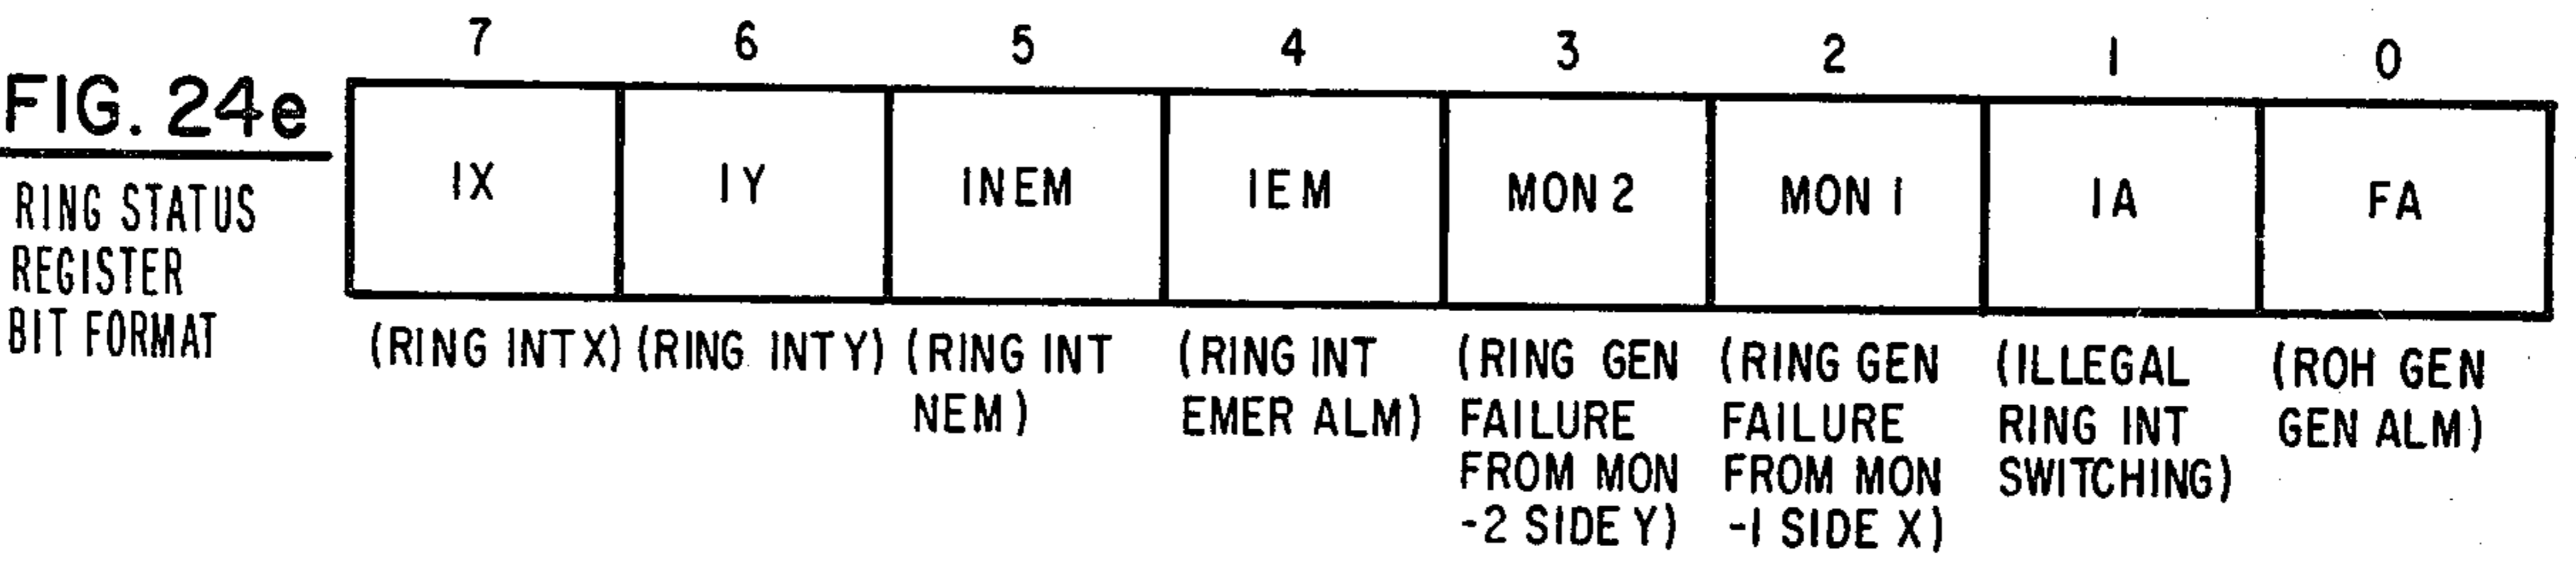 7 6 5 4 3 2 1 0
FIG. 24e
RING STATUS
REGISTER
BIT FORMAT
IX IY INEM IEM MON 2 MON 1 IA FA
(RING INT X) (RING INT Y) (RING INT (RING INT (RING GEN (RING GEN (ILLEGAL (ROH GEN
NEM) EMER ALM) FAILURE FAILURE RING INT GEN ALM)
FROM MON FROM MON SWITCHING)
-2 SIDE Y) -1 SIDE X)